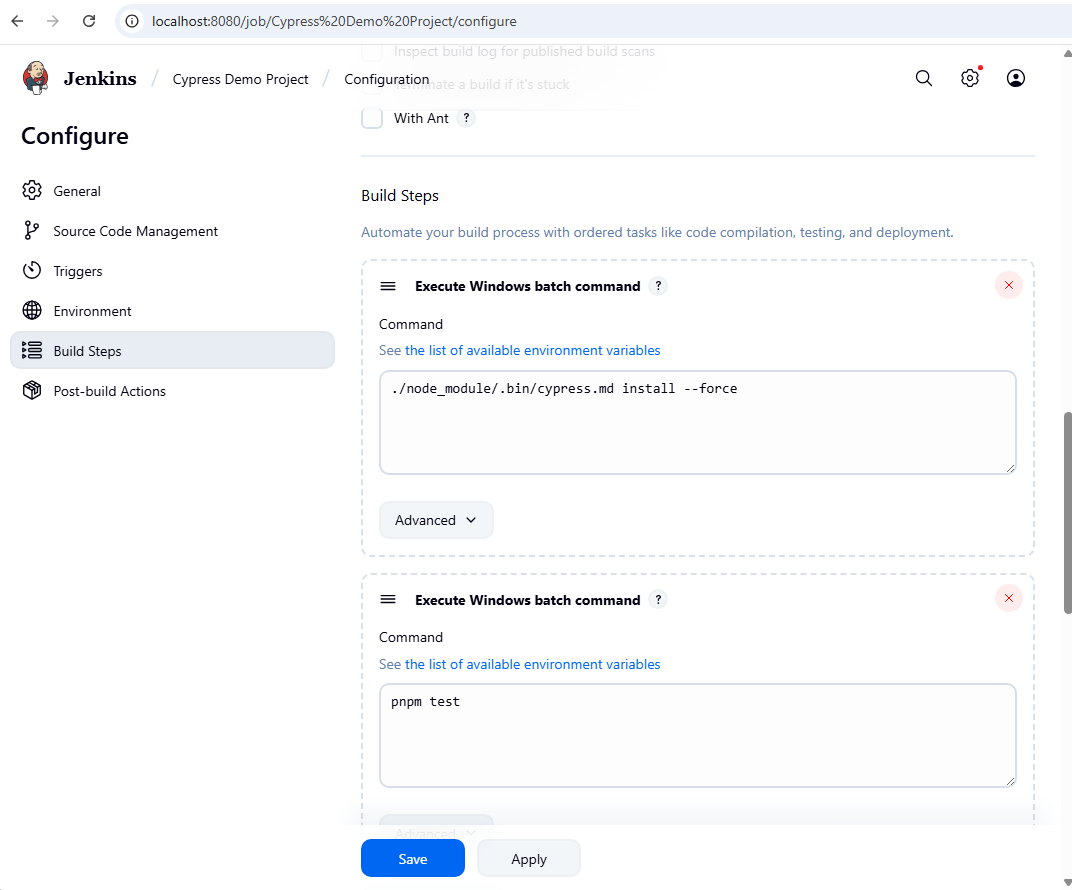 localhost:8080/job/Cypress%20Demo%20Project/configure
Inspect build log for published build scans
Jenkins / Cypress Demo Project / Configuration
Terminate a build if it's stuck
With Ant ?
Configure
General
Source Code Management
Triggers
Environment
Build Steps
Post-build Actions
Build Steps
Automate your build process with ordered tasks like code compilation, testing, and deployment.
Execute Windows batch command ?
Command
See the list of available environment variables
./node_module/.bin/cypress.md install --force
Advanced
Execute Windows batch command ?
Command
See the list of available environment variables
pnpm test
Advanced
Save
Apply